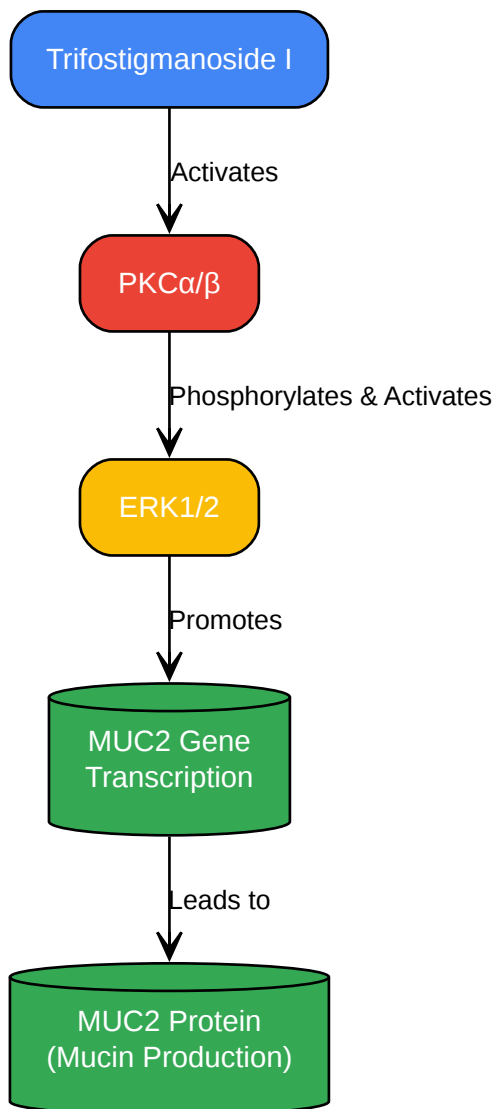 Trifostigmanoside I
Activates
PKCα/β
Phosphorylates & Activates
ERK1/2
Promotes
MUC2 Gene
Transcription
Leads to
MUC2 Protein
(Mucin Production)